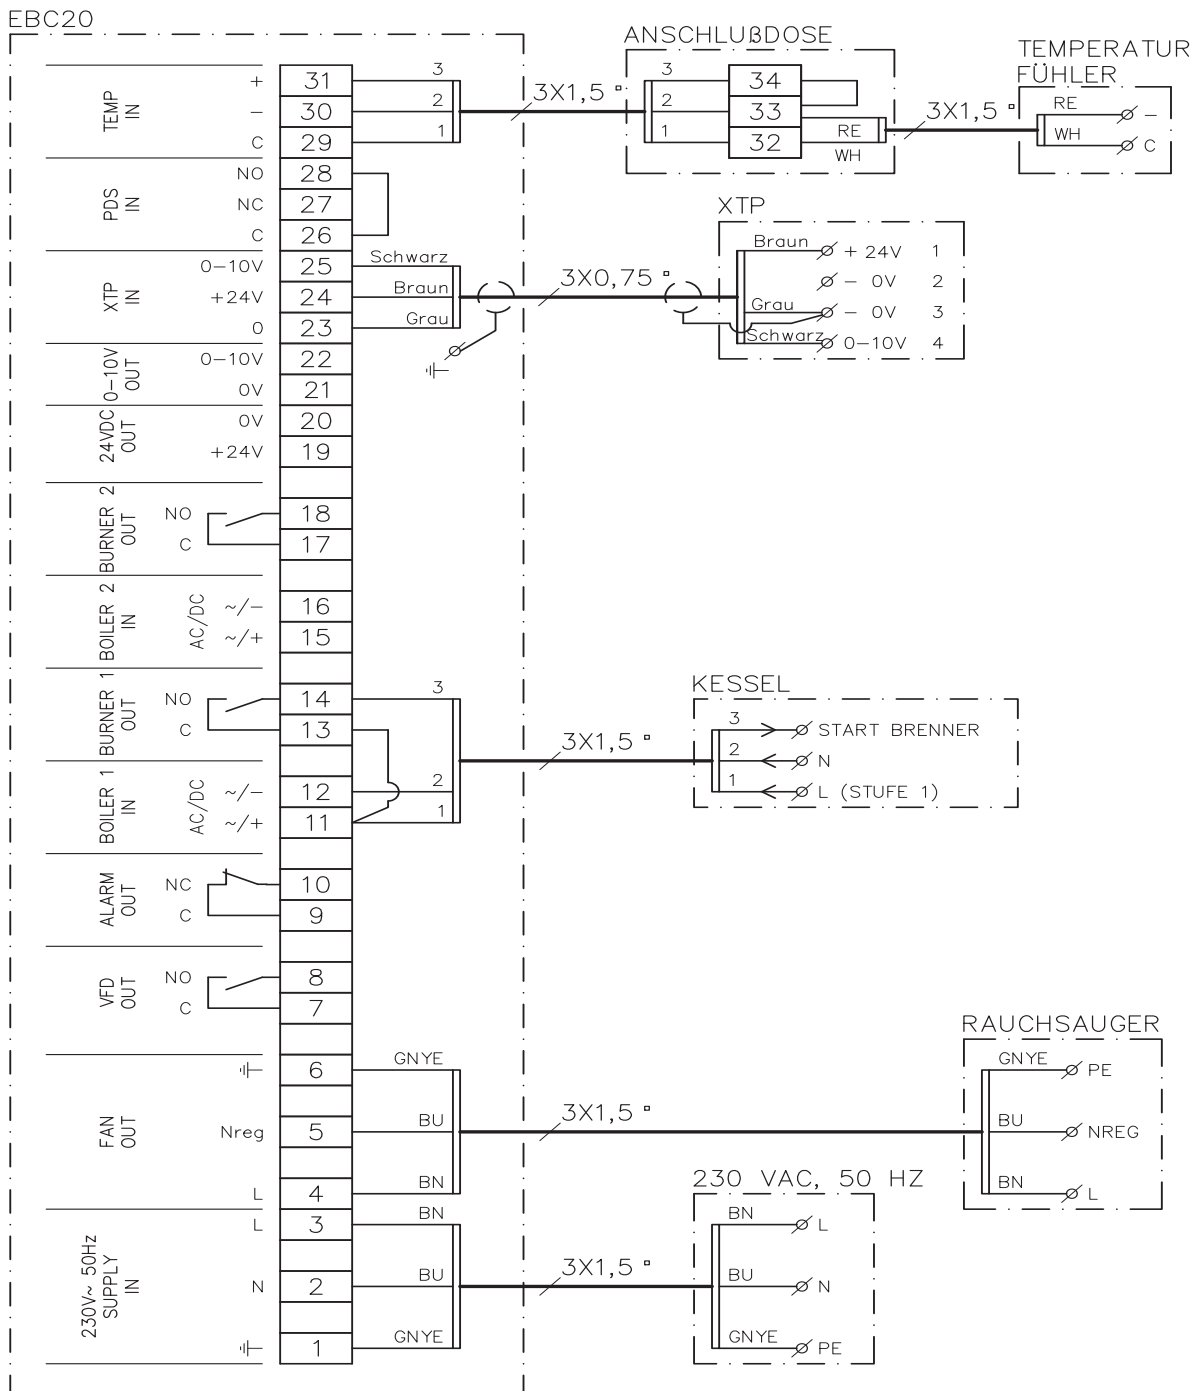 EBC20
ANSCHLUßDOSE
TEMPERATUR
FÜHLER
TEMP
IN
+ 31 3
− 30 2
C 29 1
3X1,5 ▫
3 34
2 33
1 32
RE
WH
3X1,5 ▫
RE −
WH C
PDS
IN
NO 28
NC 27
C 26
XTP
IN
0−10V 25 Schwarz
+24V 24 Braun
0 23 Grau
3X0,75 ▫
XTP
Braun + 24V 1
− 0V 2
Grau − 0V 3
Schwarz 0−10V 4
0−10V
OUT
0−10V 22
0V 21
24VDC
OUT
0V 20
+24V 19
BURNER 2
OUT
NO 18
C 17
BOILER 2
IN
AC/DC
~/− 16
~/+ 15
BURNER 1
OUT
NO 14 3
C 13
BOILER 1
IN
AC/DC
~/− 12 2
~/+ 11 1
3X1,5 ▫
KESSEL
3 START BRENNER
2 N
1 L (STUFE 1)
ALARM
OUT
NC 10
C 9
VFD
OUT
NO 8
C 7
FAN
OUT
6 GNYE
Nreg 5 BU
L 4 BN
3X1,5 ▫
RAUCHSAUGER
GNYE PE
BU NREG
BN L
230V~ 50Hz
SUPPLY
IN
L 3 BN
N 2 BU
1 GNYE
3X1,5 ▫
230 VAC, 50 HZ
BN L
BU N
GNYE PE